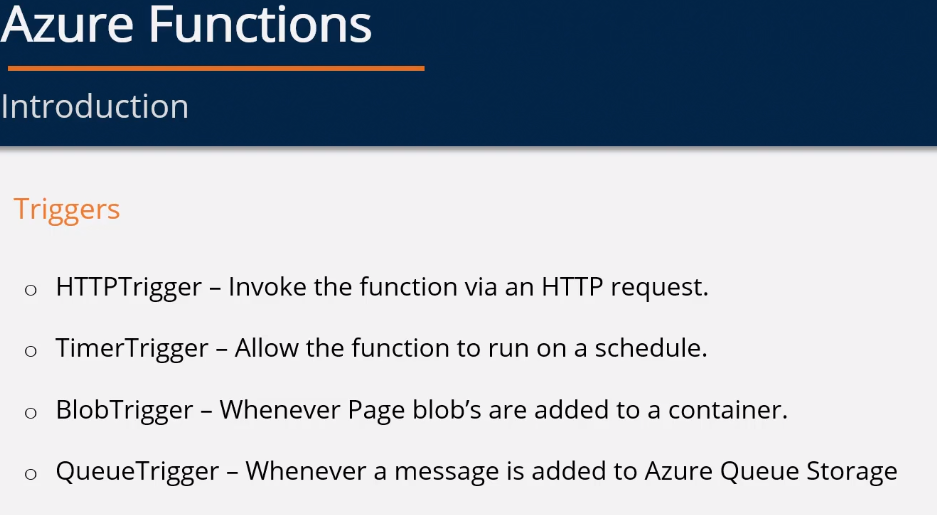 Azure Functions
Introduction
Triggers
○ HTTPTrigger – Invoke the function via an HTTP request.
○ TimerTrigger – Allow the function to run on a schedule.
○ BlobTrigger – Whenever Page blob’s are added to a container.
○ QueueTrigger – Whenever a message is added to Azure Queue Storage